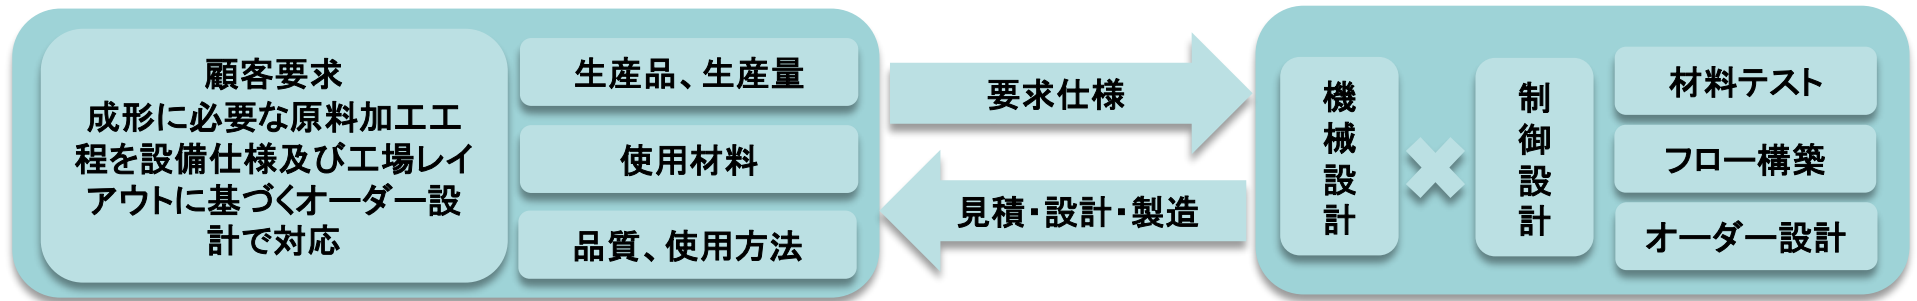 顧客要求
成形に必要な原料加工工
程を設備仕様及び工場レイ
アウトに基づくオーダー設
計で対応
生産品、生産量
使用材料
品質、使用方法
要求仕様
見積・設計・製造
機械設計
制御設計
材料テスト
フロー構築
オーダー設計